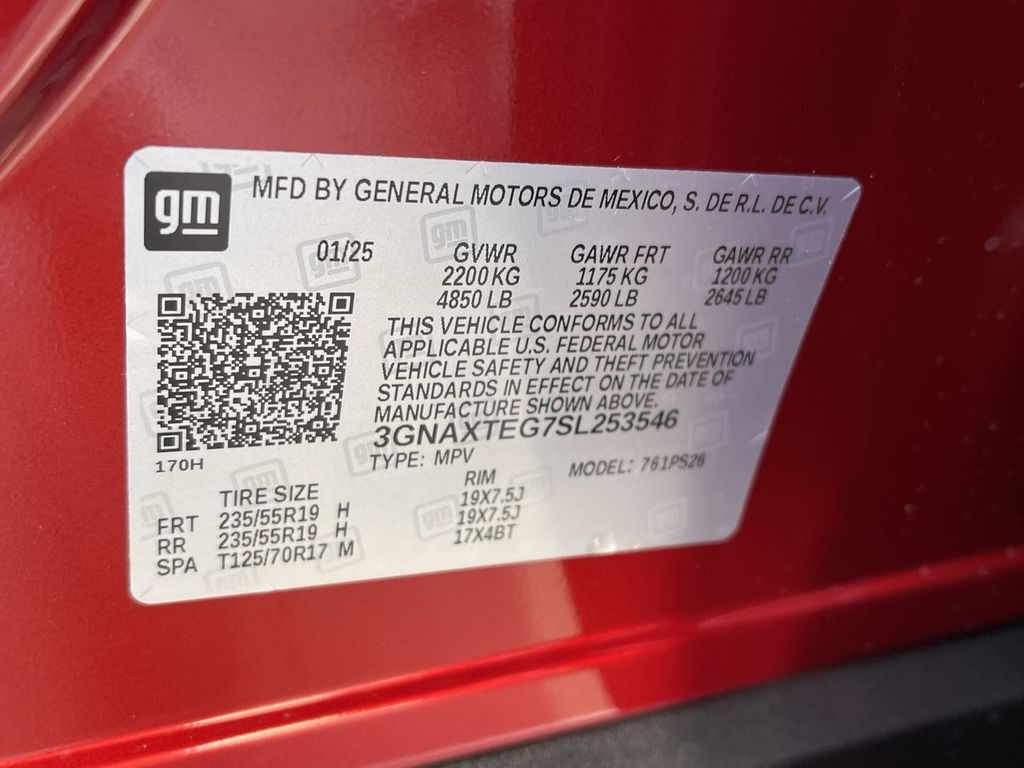 gm
MFD BY GENERAL MOTORS DE MEXICO, S. DE R.L. DE C.V.
01/25 GVWR GAWR FRT GAWR RR
2200 KG 1175 KG 1200 KG
4850 LB 2590 LB 2645 LB
THIS VEHICLE CONFORMS TO ALL
APPLICABLE U.S. FEDERAL MOTOR
VEHICLE SAFETY AND THEFT PREVENTION
STANDARDS IN EFFECT ON THE DATE OF
MANUFACTURE SHOWN ABOVE.
3GNAXTEG7SL253546
170H
TYPE: MPV MODEL: 761PS26
TIRE SIZE RIM
FRT 235/55R19 H 19X7.5J
RR 235/55R19 H 19X7.5J
SPA T125/70R17 M 17X4BT